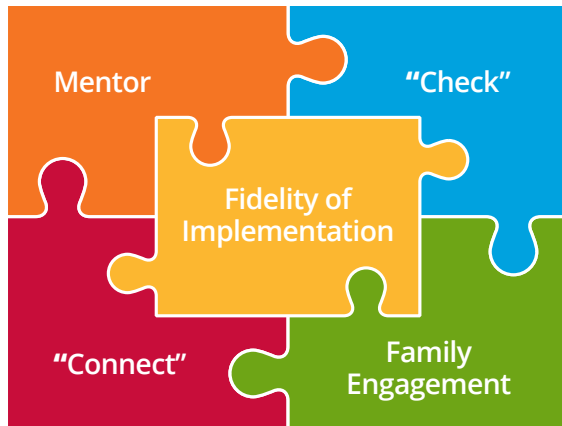 Mentor
"Check”
Fidelity of
Implementation
"Connect”
Family
Engagement